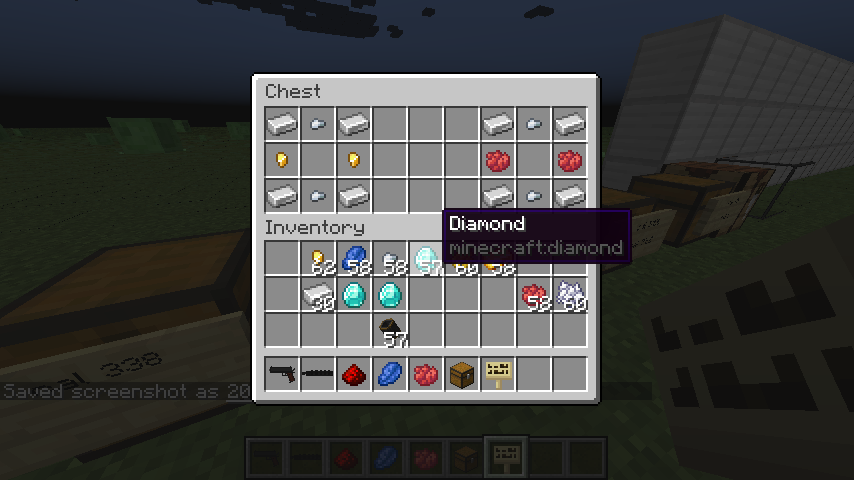 Chest
Inventory
Diamond
minecraft:diamond
62 58 58 57 60 58
30 58 60
57
338
Saved screenshot as 20